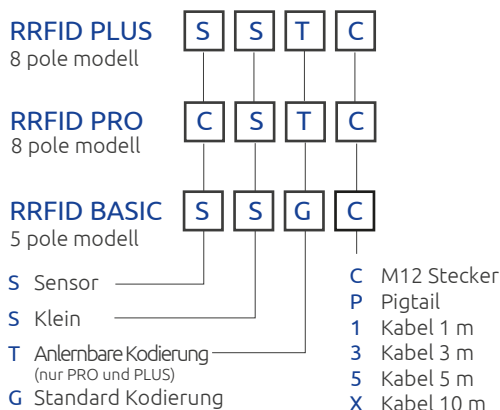 RRFID PLUS S S T C
8 pole modell
RRFID PRO C S T C
8 pole modell
RRFID BASIC S S G C
5 pole modell
S Sensor
S Klein
T Anlernbare Kodierung
(nur PRO und PLUS)
G Standard Kodierung
C M12 Stecker
P Pigtail
1 Kabel 1 m
3 Kabel 3 m
5 Kabel 5 m
X Kabel 10 m